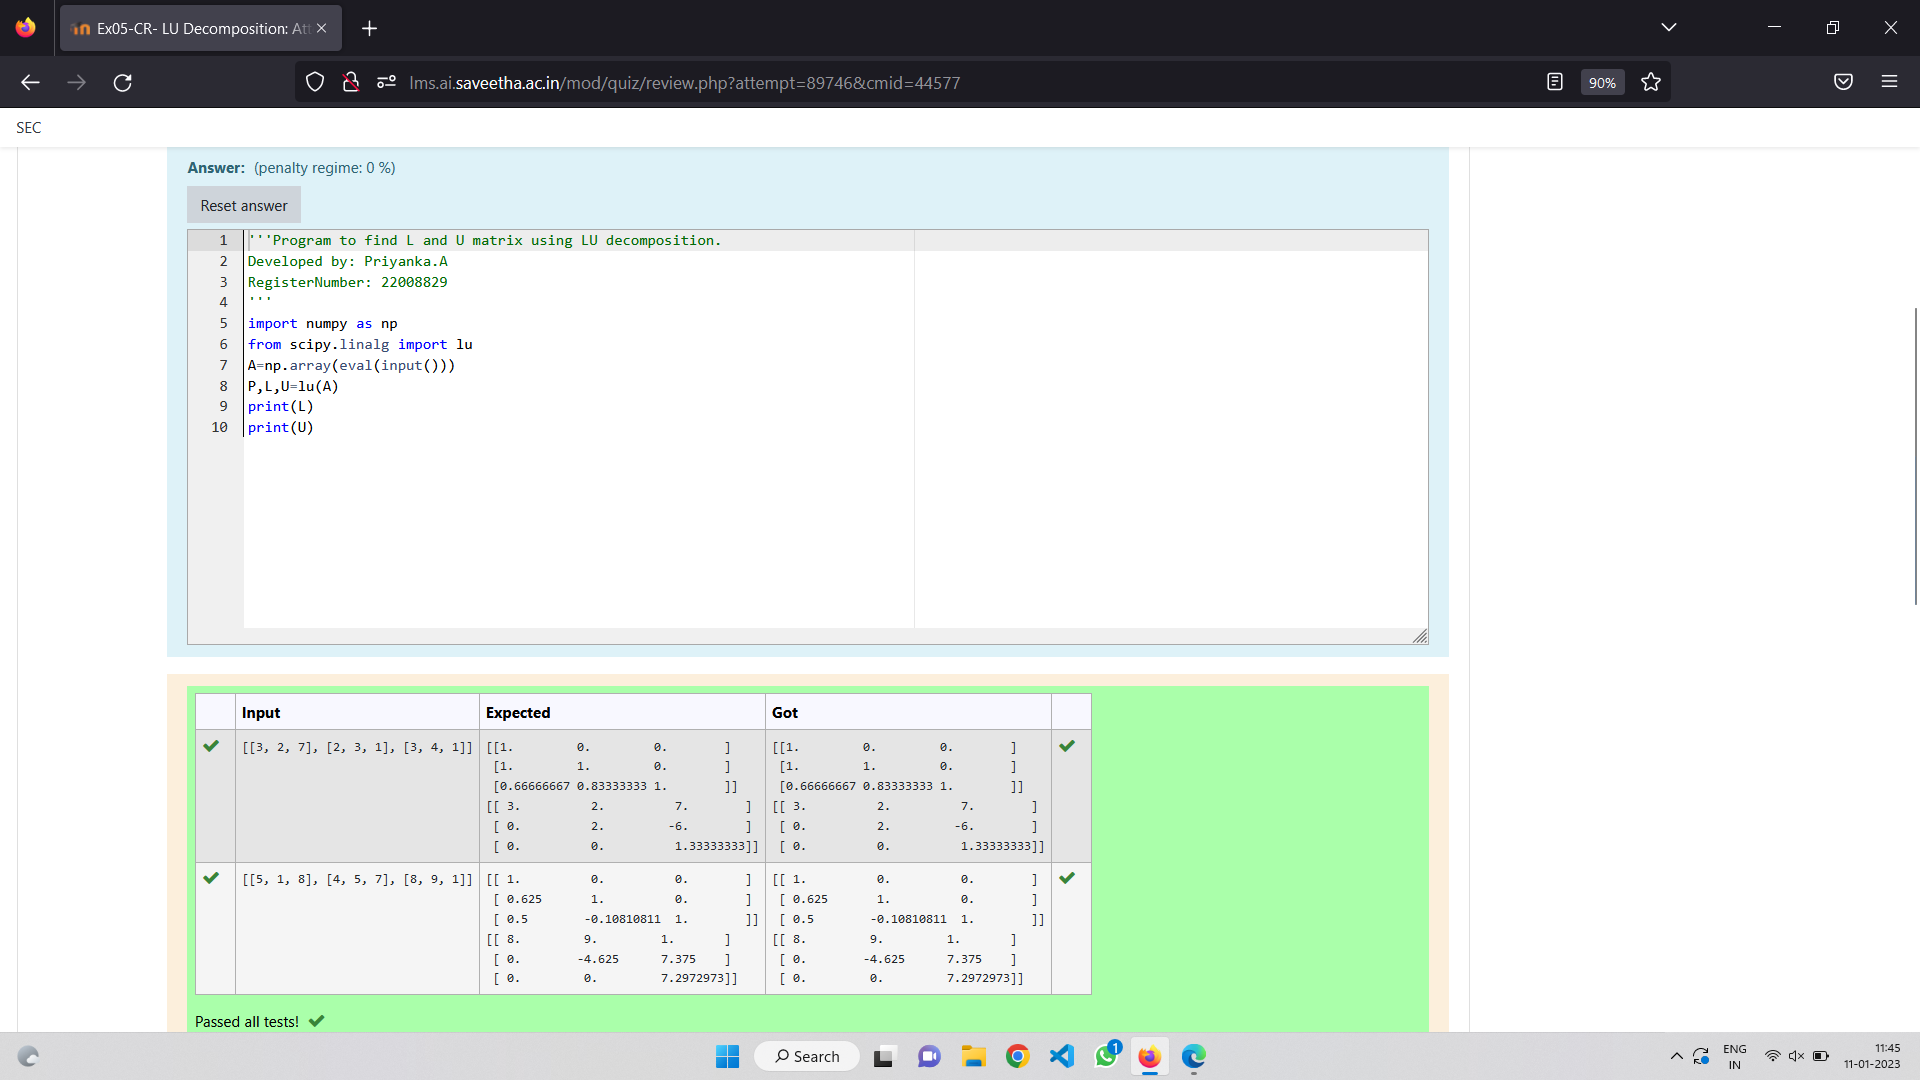 Ex05-CR- LU Decomposition: Att
lms.ai.saveetha.ac.in/mod/quiz/review.php?attempt=89746&cmid=44577
90%
SEC
Answer: (penalty regime: 0 %)
Reset answer
1 '''Program to find L and U matrix using LU decomposition.
2 Developed by: Priyanka.A
3 RegisterNumber: 22008829
4 '''
5 import numpy as np
6 from scipy.linalg import lu
7 A=np.array(eval(input()))
8 P,L,U=lu(A)
9 print(L)
10 print(U)
Input Expected Got
[[3, 2, 7], [2, 3, 1], [3, 4, 1]] [[1. 0. 0. ] [[1. 0. 0. ]
[1. 1. 0. ] [1. 1. 0. ]
[0.66666667 0.83333333 1. ]] [0.66666667 0.83333333 1. ]]
[[ 3. 2. 7. ] [[ 3. 2. 7. ]
[ 0. 2. -6. ] [ 0. 2. -6. ]
[ 0. 0. 1.33333333]] [ 0. 0. 1.33333333]]
[[5, 1, 8], [4, 5, 7], [8, 9, 1]] [[ 1. 0. 0. ] [[ 1. 0. 0. ]
[ 0.625 1. 0. ] [ 0.625 1. 0. ]
[ 0.5 -0.10810811 1. ]] [ 0.5 -0.10810811 1. ]]
[[ 8. 9. 1. ] [[ 8. 9. 1. ]
[ 0. -4.625 7.375 ] [ 0. -4.625 7.375 ]
[ 0. 0. 7.2972973]] [ 0. 0. 7.2972973]]
Passed all tests!
Search
1
ENG
IN
11:45
11-01-2023